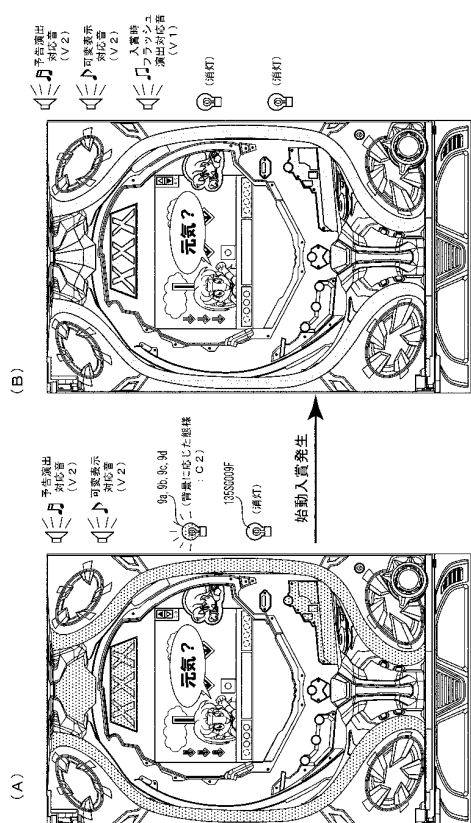 (A)
予告演出
対応音
(V2)
可変表示
対応音
(V2)
9a, 9b, 9c, 9d
(背景に応じた態様
:C2)
135SG009F
(消灯)
元気?
始動入賞発生
(B)
予告演出
対応音
(V2)
可変表示
対応音
(V2)
入賞時
フラッシュ
演出対応音
(V1)
(消灯)
(消灯)
元気?